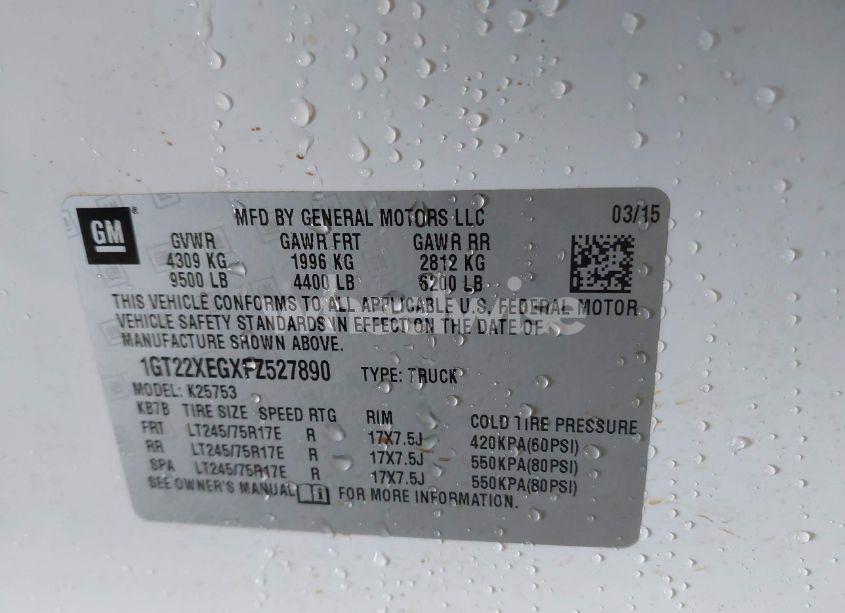 GM
MFD BY GENERAL MOTORS LLC 03/15
GVWR GAWR FRT GAWR RR
4309 KG 1996 KG 2812 KG
9500 LB 4400 LB 6200 LB
THIS VEHICLE CONFORMS TO ALL APPLICABLE U.S. FEDERAL MOTOR
VEHICLE SAFETY STANDARDS IN EFFECT ON THE DATE OF
MANUFACTURE SHOWN ABOVE.
1GT22XEGXFZ527890 TYPE: TRUCK
MODEL: K25753
KB7B TIRE SIZE SPEED RTG RIM COLD TIRE PRESSURE
FRT LT245/75R17E R 17X7.5J 420KPA(60PSI)
RR LT245/75R17E R 17X7.5J 550KPA(80PSI)
SPA LT245/75R17E R 17X7.5J 550KPA(80PSI)
SEE OWNER'S MANUAL FOR MORE INFORMATION.